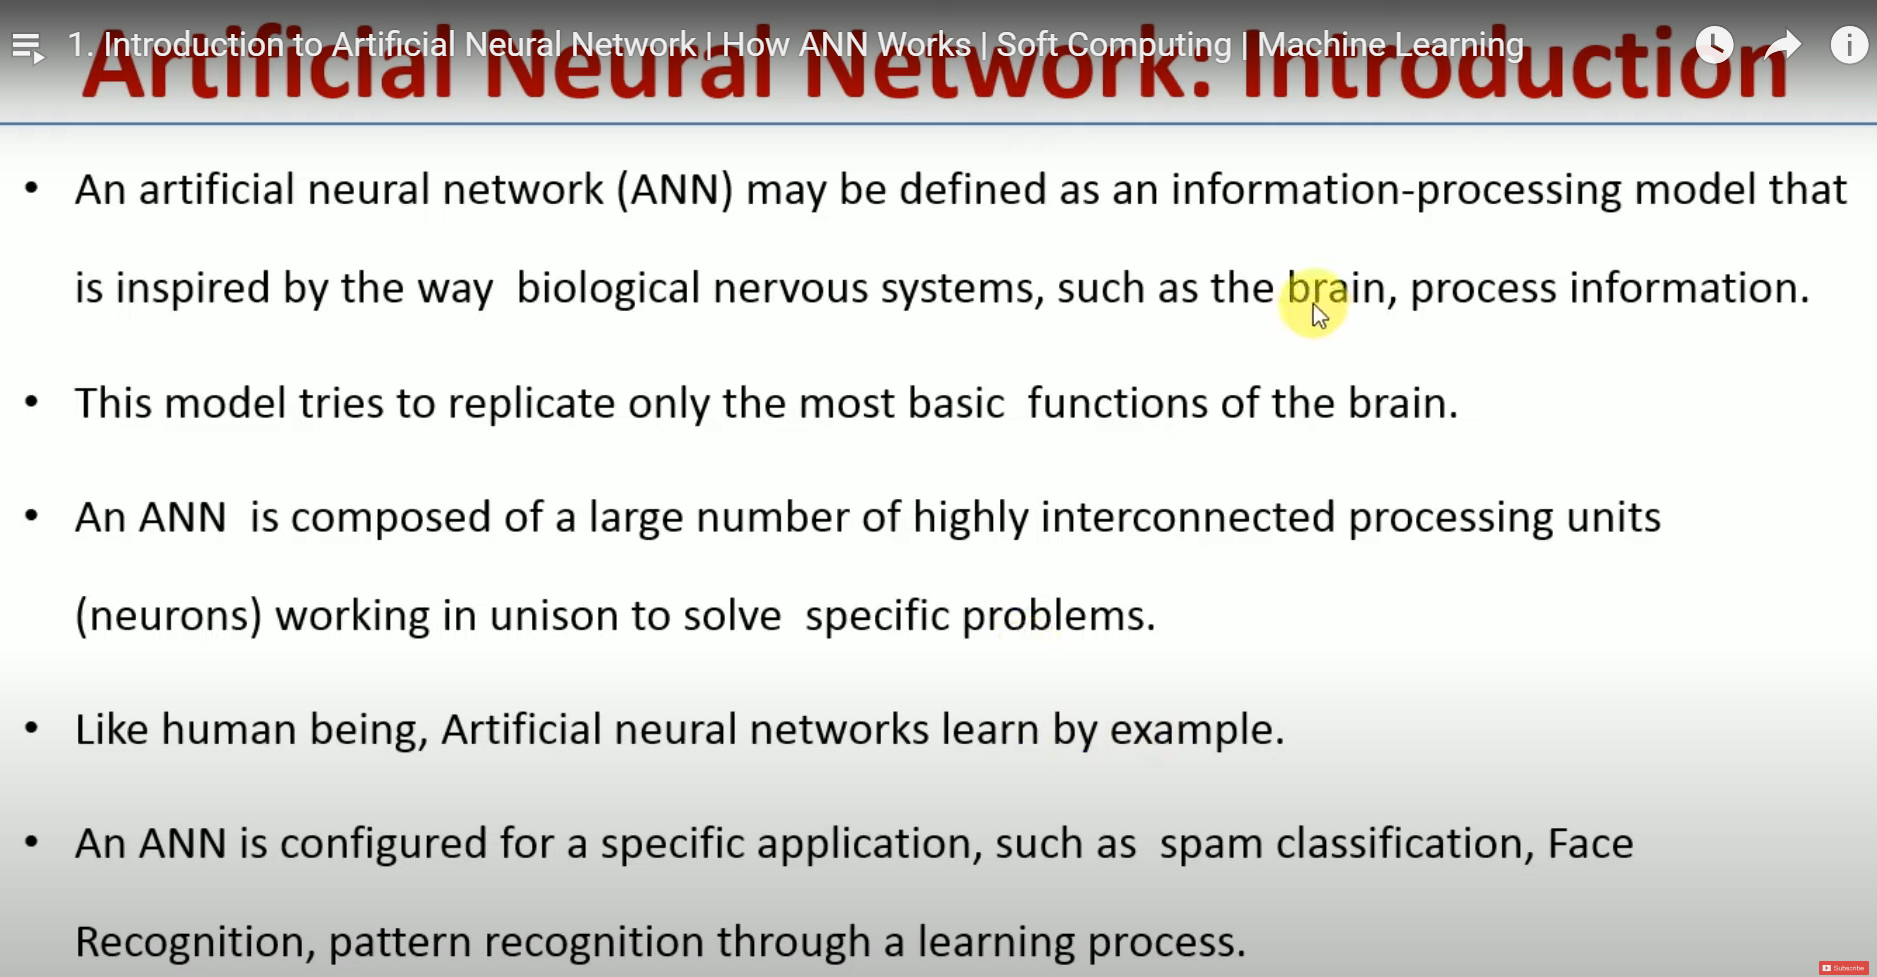 1. Introduction to Artificial Neural Network | How ANN Works | Soft Computing | Machine Learning
Artificial Neural Network: Introduction
• An artificial neural network (ANN) may be defined as an information-processing model that
is inspired by the way biological nervous systems, such as the brain, process information.
• This model tries to replicate only the most basic functions of the brain.
• An ANN is composed of a large number of highly interconnected processing units
(neurons) working in unison to solve specific problems.
• Like human being, Artificial neural networks learn by example.
• An ANN is configured for a specific application, such as spam classification, Face
Recognition, pattern recognition through a learning process.
Subscribe